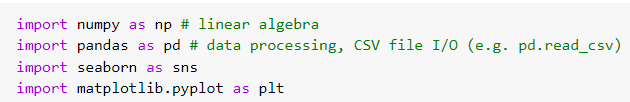 import numpy as np # linear algebra
import pandas as pd # data processing, CSV file I/O (e.g. pd.read_csv)
import seaborn as sns
import matplotlib.pyplot as plt